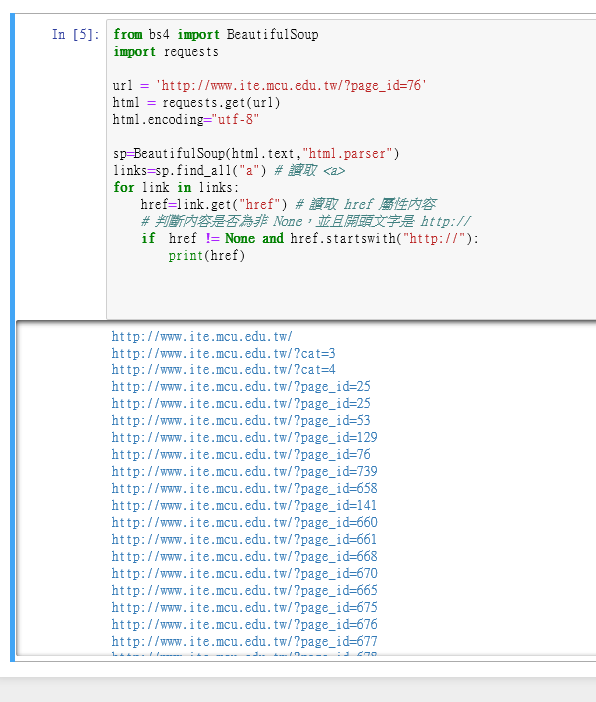 In [5]: from bs4 import BeautifulSoup
import requests
url = 'http://www.ite.mcu.edu.tw/?page_id=76'
html = requests.get(url)
html.encoding="utf-8"
sp=BeautifulSoup(html.text,"html.parser")
links=sp.find_all("a") # 讀取 <a>
for link in links:
    href=link.get("href") # 讀取 href 屬性內容
    # 判斷內容是否為非 None，並且開頭文字是 http://
    if  href != None and href.startswith("http://"):
        print(href)
http://www.ite.mcu.edu.tw/
http://www.ite.mcu.edu.tw/?cat=3
http://www.ite.mcu.edu.tw/?cat=4
http://www.ite.mcu.edu.tw/?page_id=25
http://www.ite.mcu.edu.tw/?page_id=25
http://www.ite.mcu.edu.tw/?page_id=53
http://www.ite.mcu.edu.tw/?page_id=129
http://www.ite.mcu.edu.tw/?page_id=76
http://www.ite.mcu.edu.tw/?page_id=739
http://www.ite.mcu.edu.tw/?page_id=658
http://www.ite.mcu.edu.tw/?page_id=141
http://www.ite.mcu.edu.tw/?page_id=660
http://www.ite.mcu.edu.tw/?page_id=661
http://www.ite.mcu.edu.tw/?page_id=668
http://www.ite.mcu.edu.tw/?page_id=670
http://www.ite.mcu.edu.tw/?page_id=665
http://www.ite.mcu.edu.tw/?page_id=675
http://www.ite.mcu.edu.tw/?page_id=676
http://www.ite.mcu.edu.tw/?page_id=677